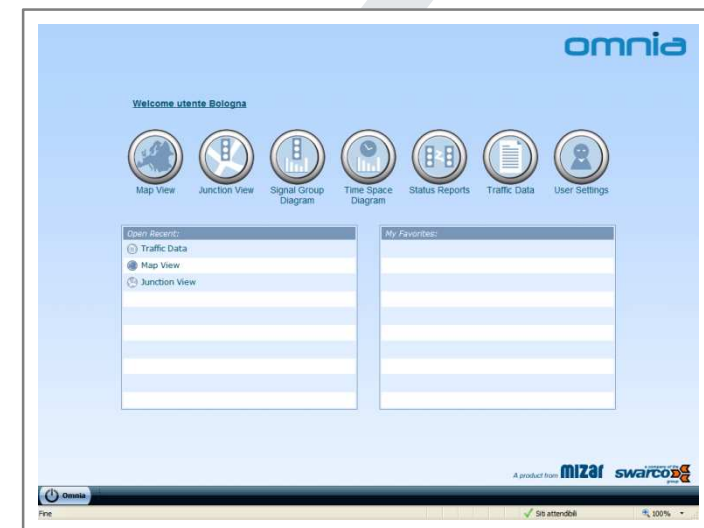 omnia
Welcome utente Bologna
Map View
Junction View
Signal Group Diagram
Time Space Diagram
Status Reports
Traffic Data
User Settings
Open Recent:
My Favorites:
Traffic Data
Map View
Junction View
A product from mizar swarco
Omnia
Fine
Siti attendibili
100%